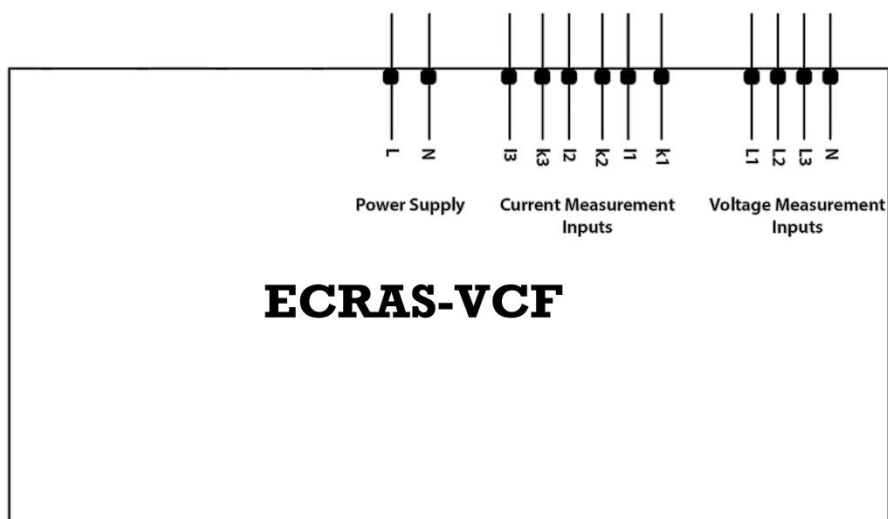 L N l3 k3 l2 k2 l1 k1 L1 L2 L3 N
Power Supply Current Measurement Voltage Measurement
Inputs Inputs
ECRAS-VCF